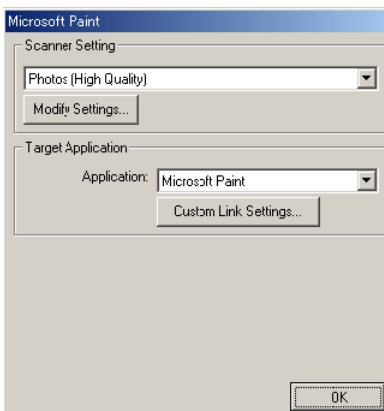 Microsoft Paint
Scanner Setting
Photos (High Quality)
Modify Settings...
Target Application
Application: Microsoft Paint
Custom Link Settings...
OK